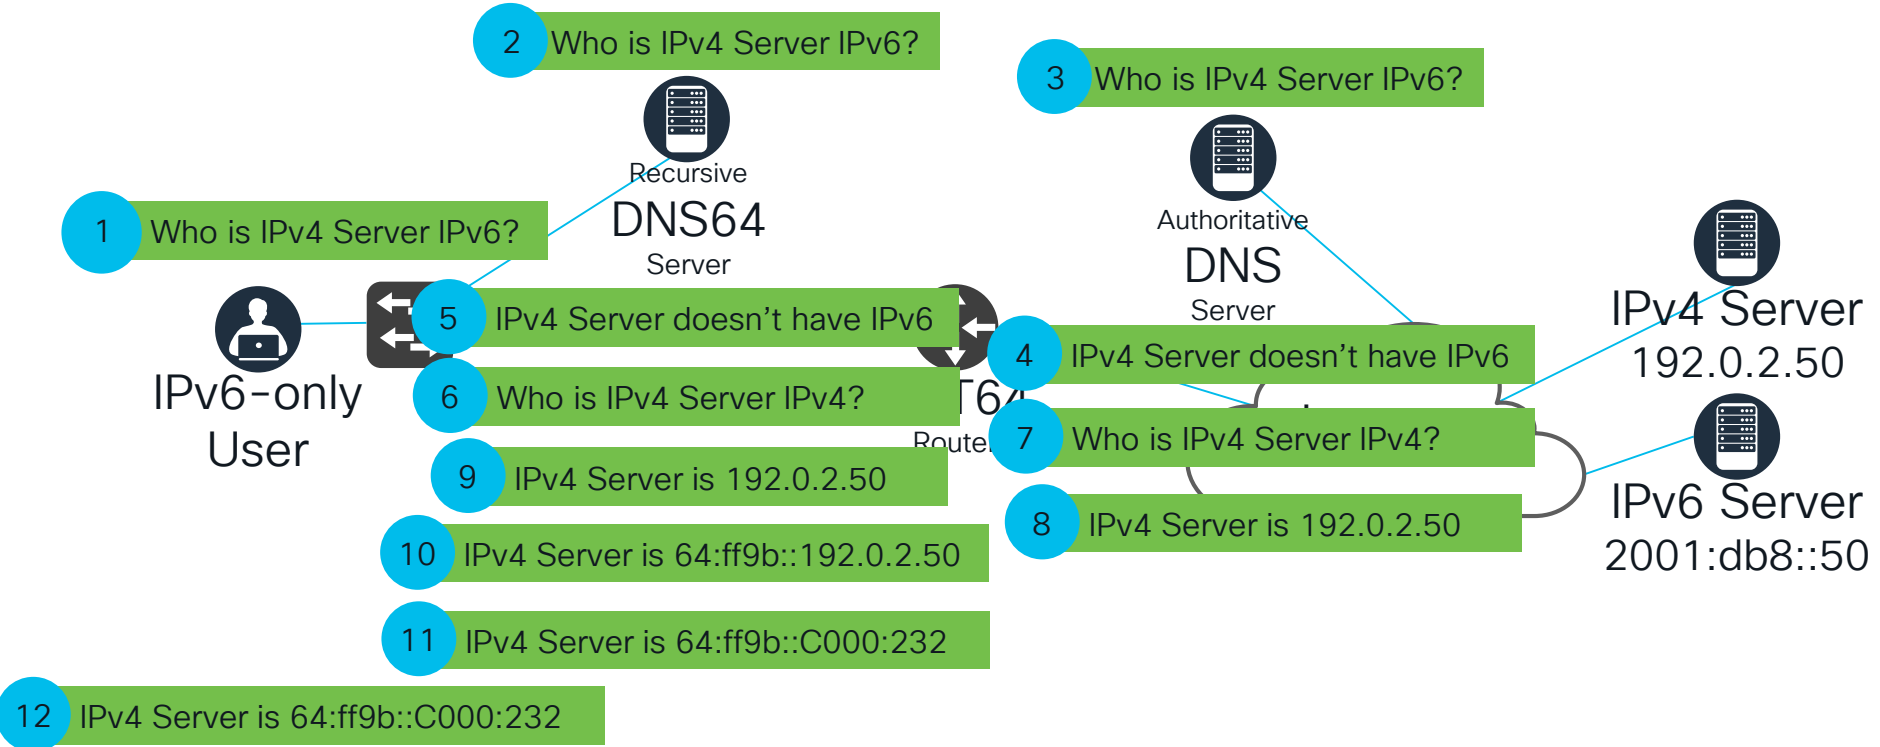 2 Who is IPv4 Server IPv6?
3 Who is IPv4 Server IPv6?
Recursive
DNS64
Server
1 Who is IPv4 Server IPv6?
Authoritative
DNS
Server
IPv4 Server
192.0.2.50
5 IPv4 Server doesn't have IPv6
4 IPv4 Server doesn't have IPv6
IPv6-only
User
6 Who is IPv4 Server IPv4?
T64
Route
7 Who is IPv4 Server IPv4?
9 IPv4 Server is 192.0.2.50
8 IPv4 Server is 192.0.2.50
IPv6 Server
2001:db8::50
10 IPv4 Server is 64:ff9b::192.0.2.50
11 IPv4 Server is 64:ff9b::C000:232
12 IPv4 Server is 64:ff9b::C000:232